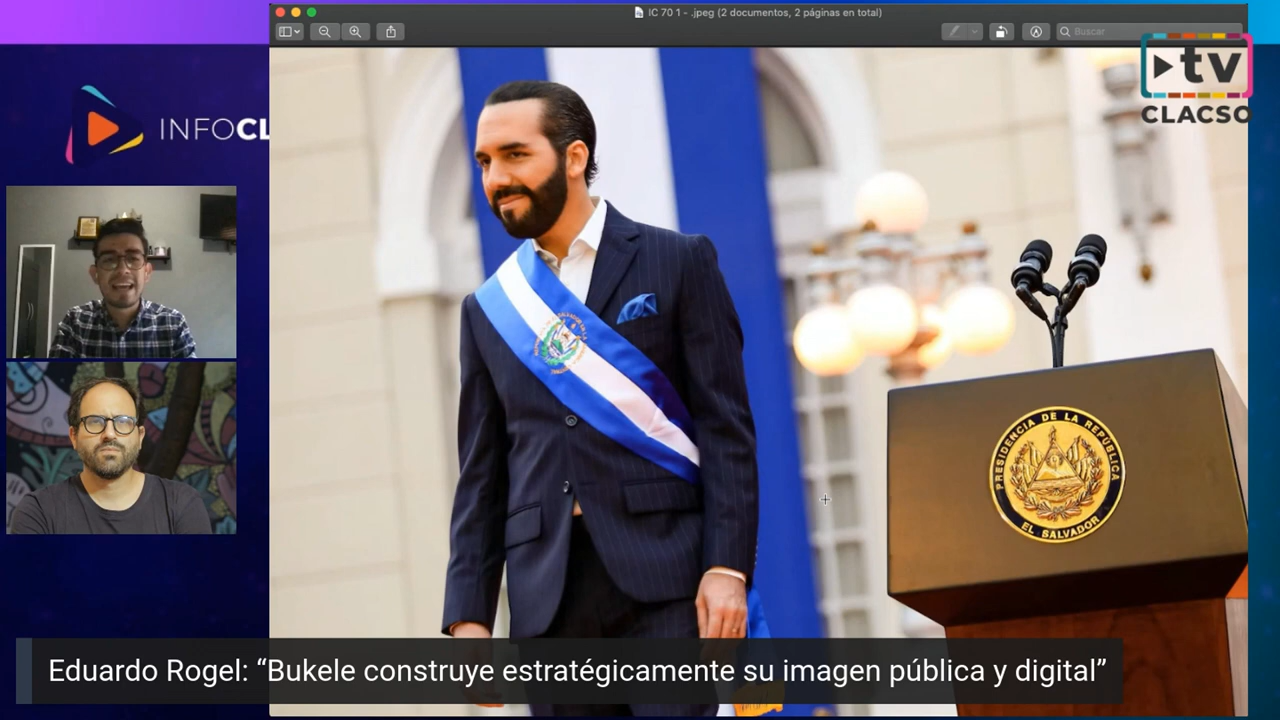 IC 70 1 - .jpeg (2 documentos, 2 páginas en total)
Buscar
tv
CLACSO
INFOCL
PRESIDENCIA DE LA REPÚBLICA
EL SALVADOR
Eduardo Rogel: “Bukele construye estratégicamente su imagen pública y digital”